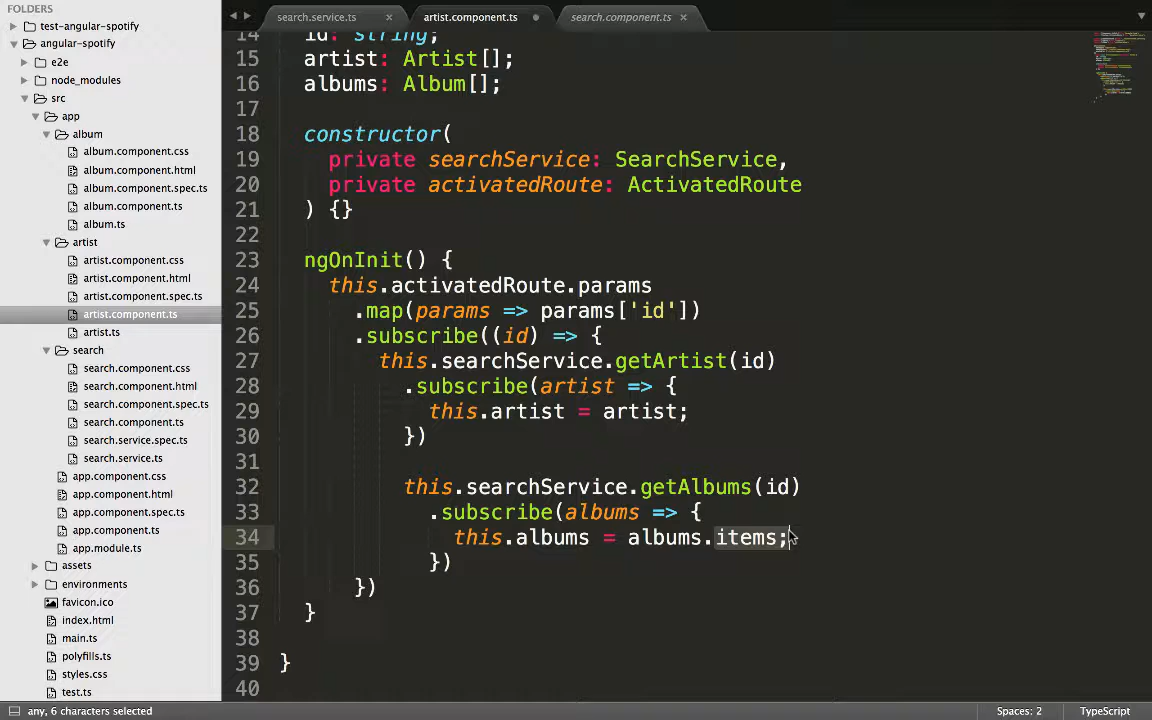 FOLDERS
test-angular-spotify
angular-spotify
e2e
node_modules
src
app
album
album.component.css
album.component.html
album.component.spec.ts
album.component.ts
album.ts
artist
artist.component.css
artist.component.html
artist.component.spec.ts
artist.component.ts
artist.ts
search
search.component.css
search.component.html
search.component.spec.ts
search.component.ts
search.service.spec.ts
search.service.ts
app.component.css
app.component.html
app.component.spec.ts
app.component.ts
app.module.ts
assets
environments
favicon.ico
index.html
main.ts
polyfills.ts
styles.css
test.ts
search.service.ts × artist.component.ts search.component.ts ×
14 id: string;
15 artist: Artist[];
16 albums: Album[];
17
18 constructor(
19 private searchService: SearchService,
20 private activatedRoute: ActivatedRoute
21 ) {}
22
23 ngOnInit() {
24 this.activatedRoute.params
25 .map(params => params['id'])
26 .subscribe((id) => {
27 this.searchService.getArtist(id)
28 .subscribe(artist => {
29 this.artist = artist;
30 })
31
32 this.searchService.getAlbums(id)
33 .subscribe(albums => {
34 this.albums = albums.items;
35 })
36 })
37 }
38
39 }
40
any, 6 characters selected Spaces: 2 TypeScript